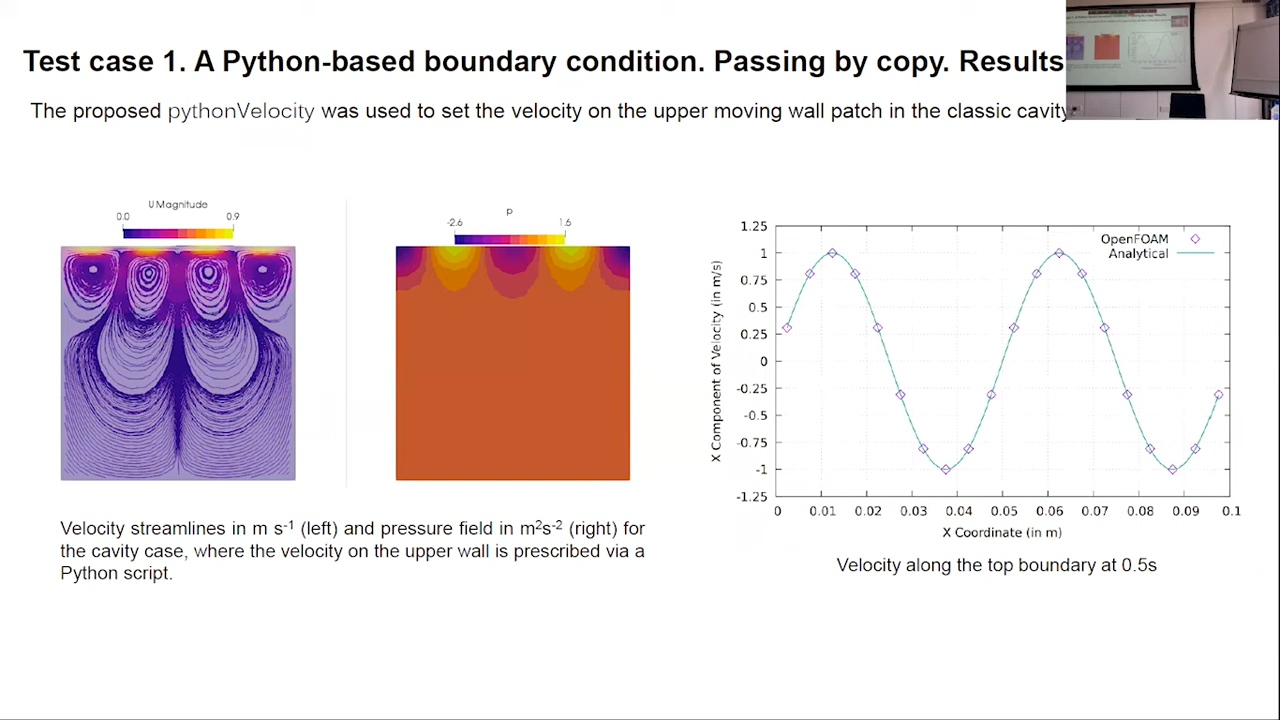 Test case 1. A Python-based boundary condition. Passing by copy. Results
The proposed pythonVelocity was used to set the velocity on the upper moving wall patch in the classic cavity
U Magnitude
0.0 0.9
p
-2.6 1.6
Velocity streamlines in m s⁻¹ (left) and pressure field in m²s⁻² (right) for
the cavity case, where the velocity on the upper wall is prescribed via a
Python script.
OpenFOAM
Analytical
X Component of Velocity (in m/s)
1.25
1
0.75
0.5
0.25
0
-0.25
-0.5
-0.75
-1
-1.25
0 0.01 0.02 0.03 0.04 0.05 0.06 0.07 0.08 0.09 0.1
X Coordinate (in m)
Velocity along the top boundary at 0.5s